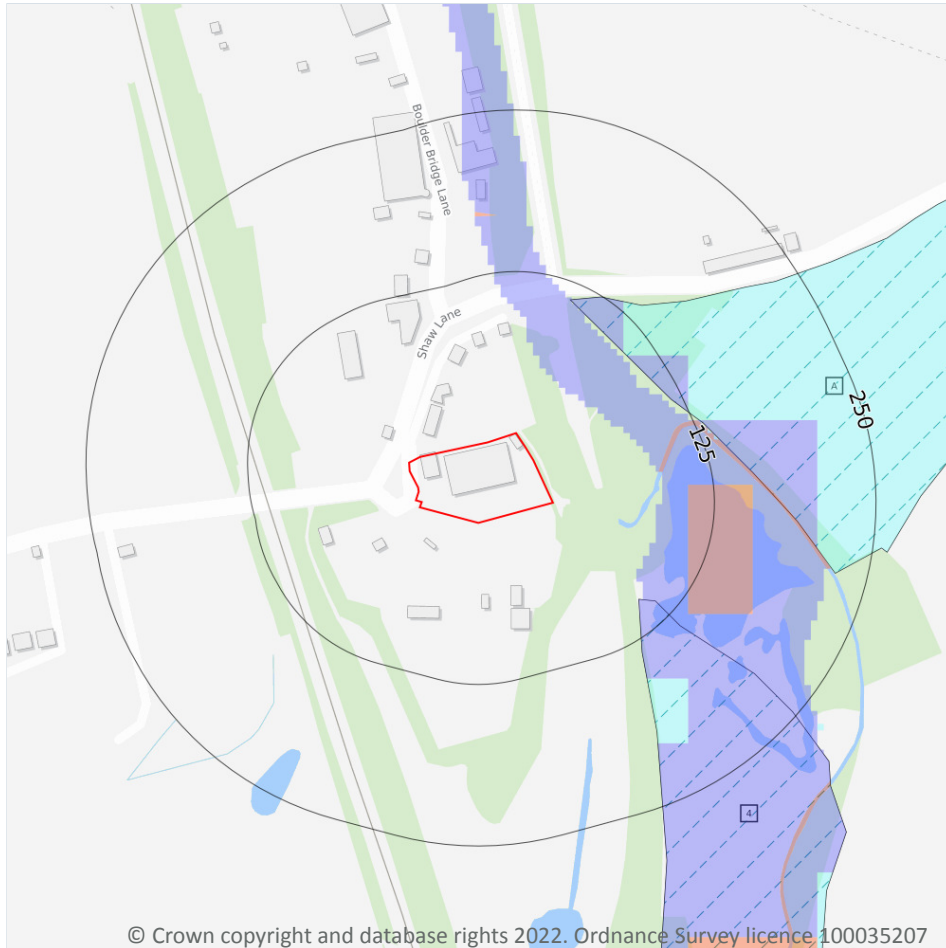 Boulder Bridge Lane
Shaw Lane
A
250
125
4
© Crown copyright and database rights 2022. Ordnance Survey licence 100035207